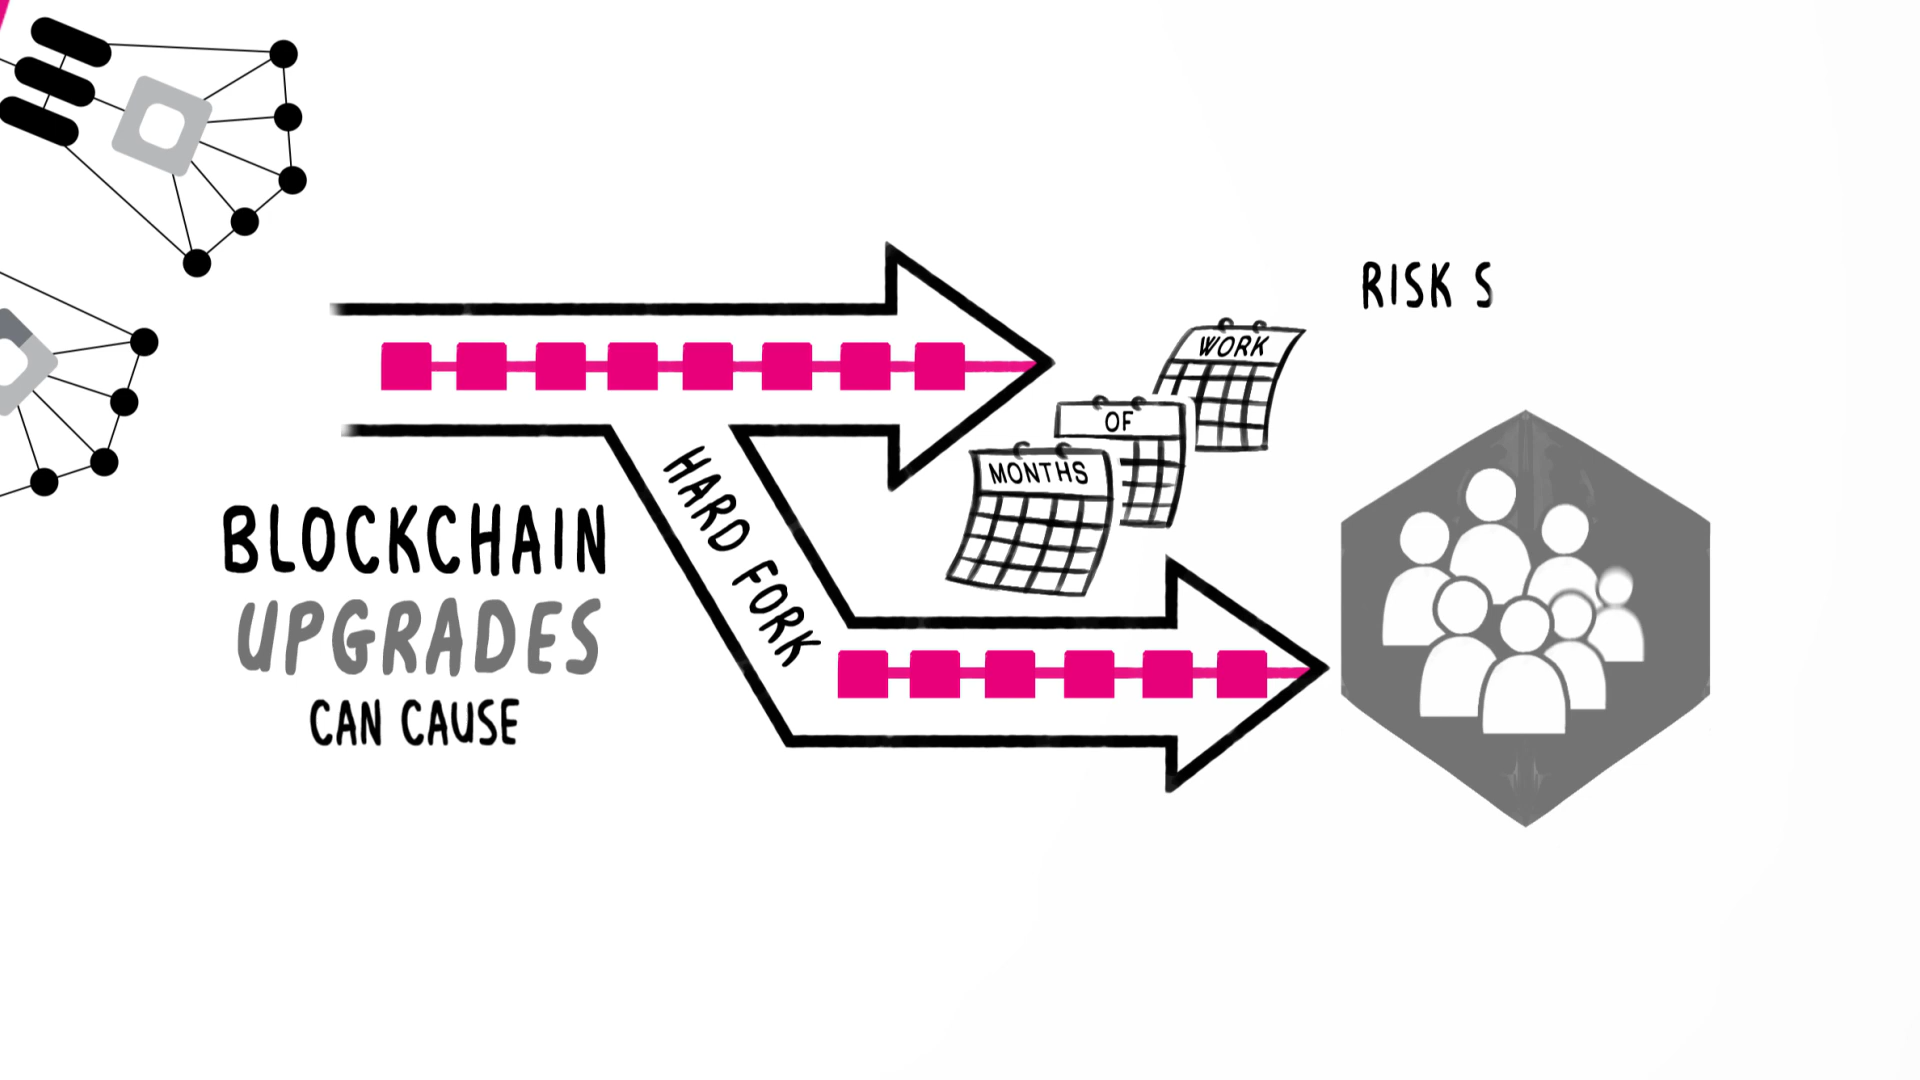 BLOCKCHAIN
UPGRADES
CAN CAUSE
HARD FORK
MONTHS
OF
WORK
RISK S